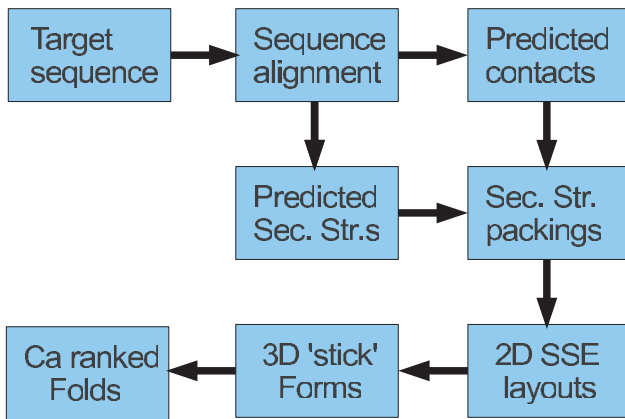 Target
sequence
Sequence
alignment
Predicted
contacts
Predicted
Sec. Str.s
Sec. Str.
packings
Ca ranked
Folds
3D 'stick'
Forms
2D SSE
layouts